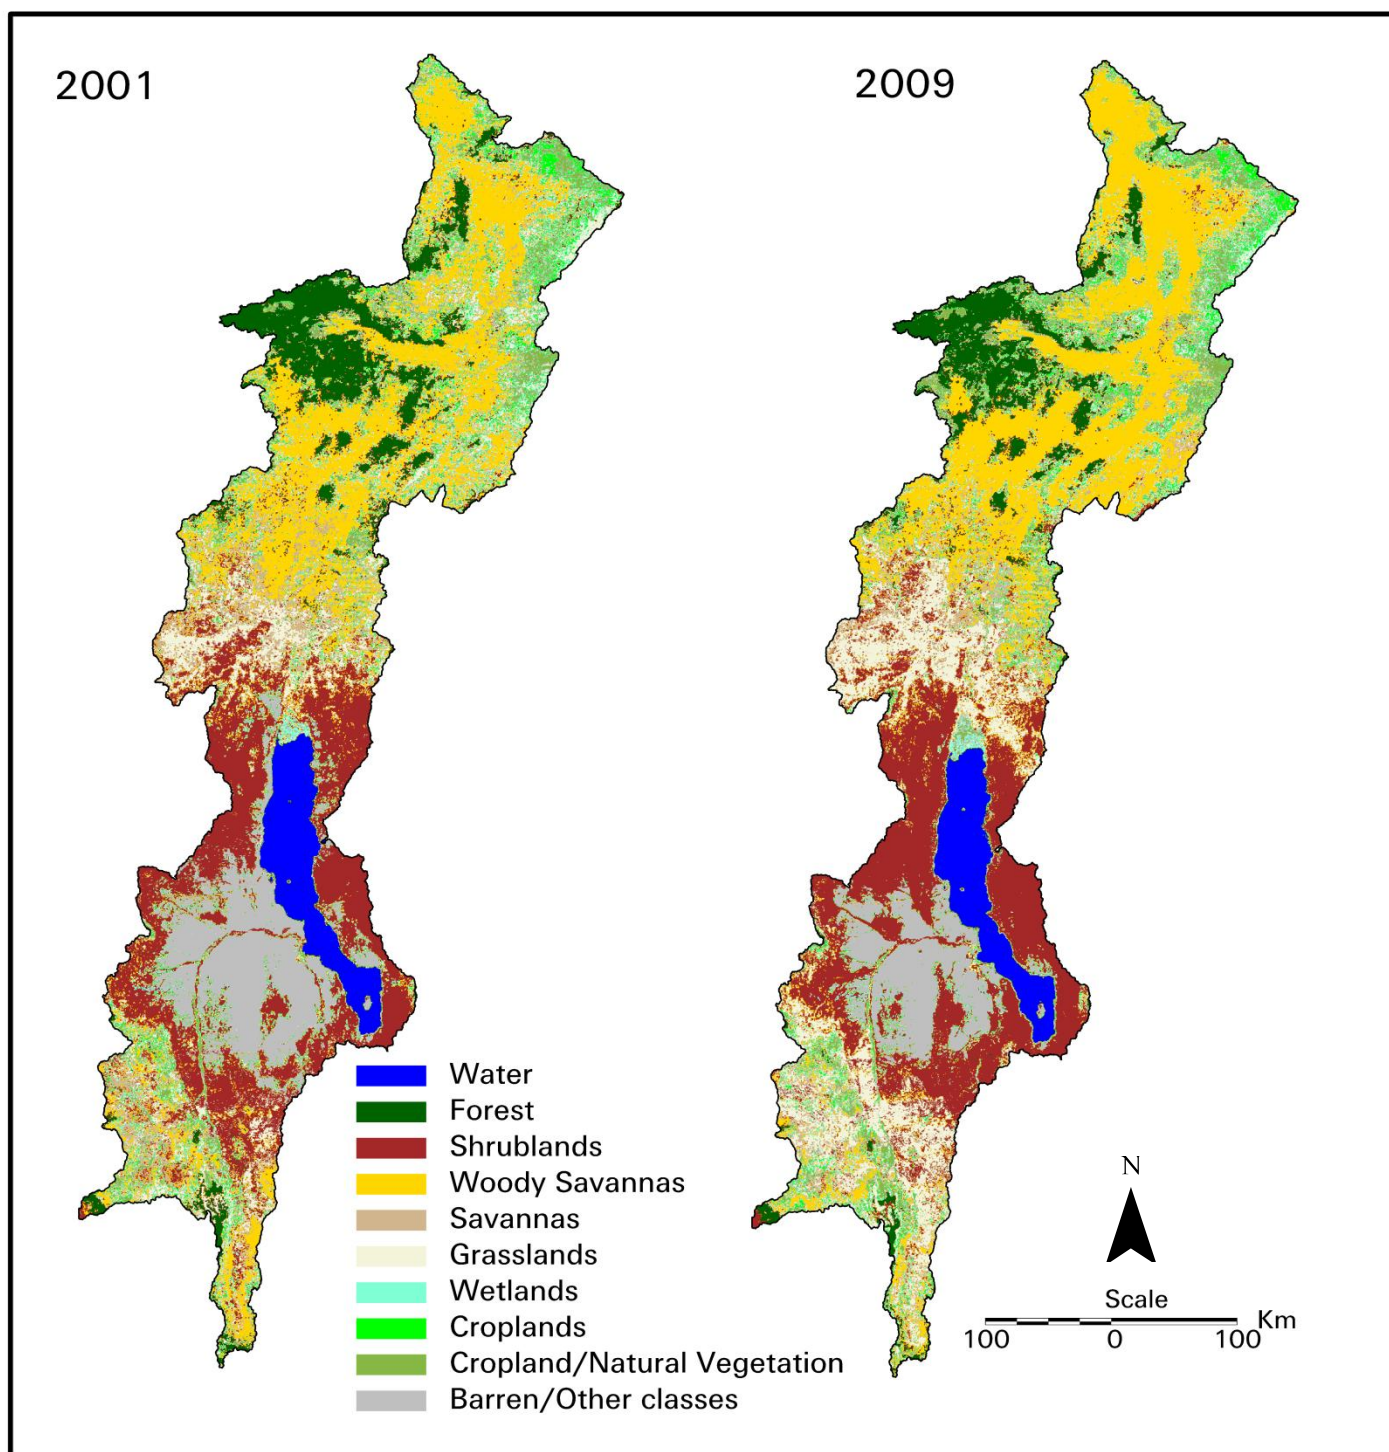 2001
2009
Water
Forest
Shrublands
Woody Savannas
Savannas
Grasslands
Wetlands
Croplands
Cropland/Natural Vegetation
Barren/Other classes
N
Scale
Km
100 0 100